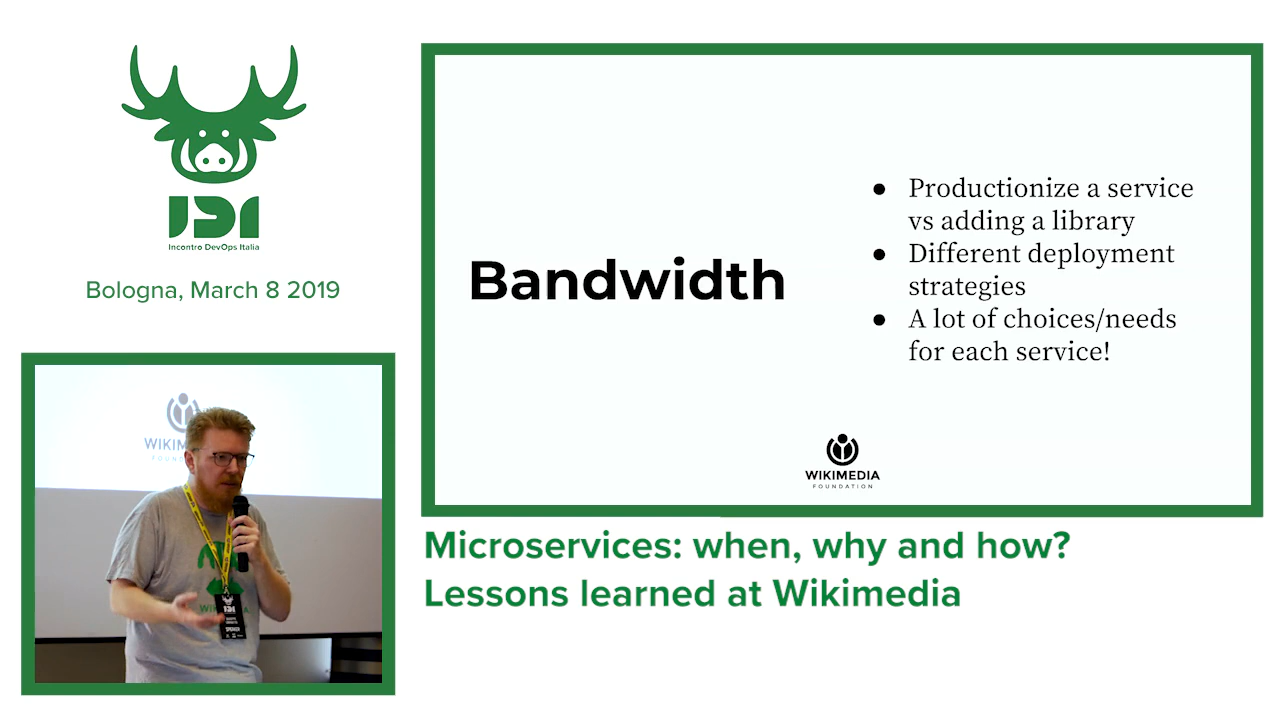 IDI
Incontro DevOps Italia
Bologna, March 8 2019
Bandwidth
● Productionize a service
vs adding a library
● Different deployment
strategies
● A lot of choices/needs
for each service!
WIKIMEDIA
FOUNDATION
Microservices: when, why and how?
Lessons learned at Wikimedia